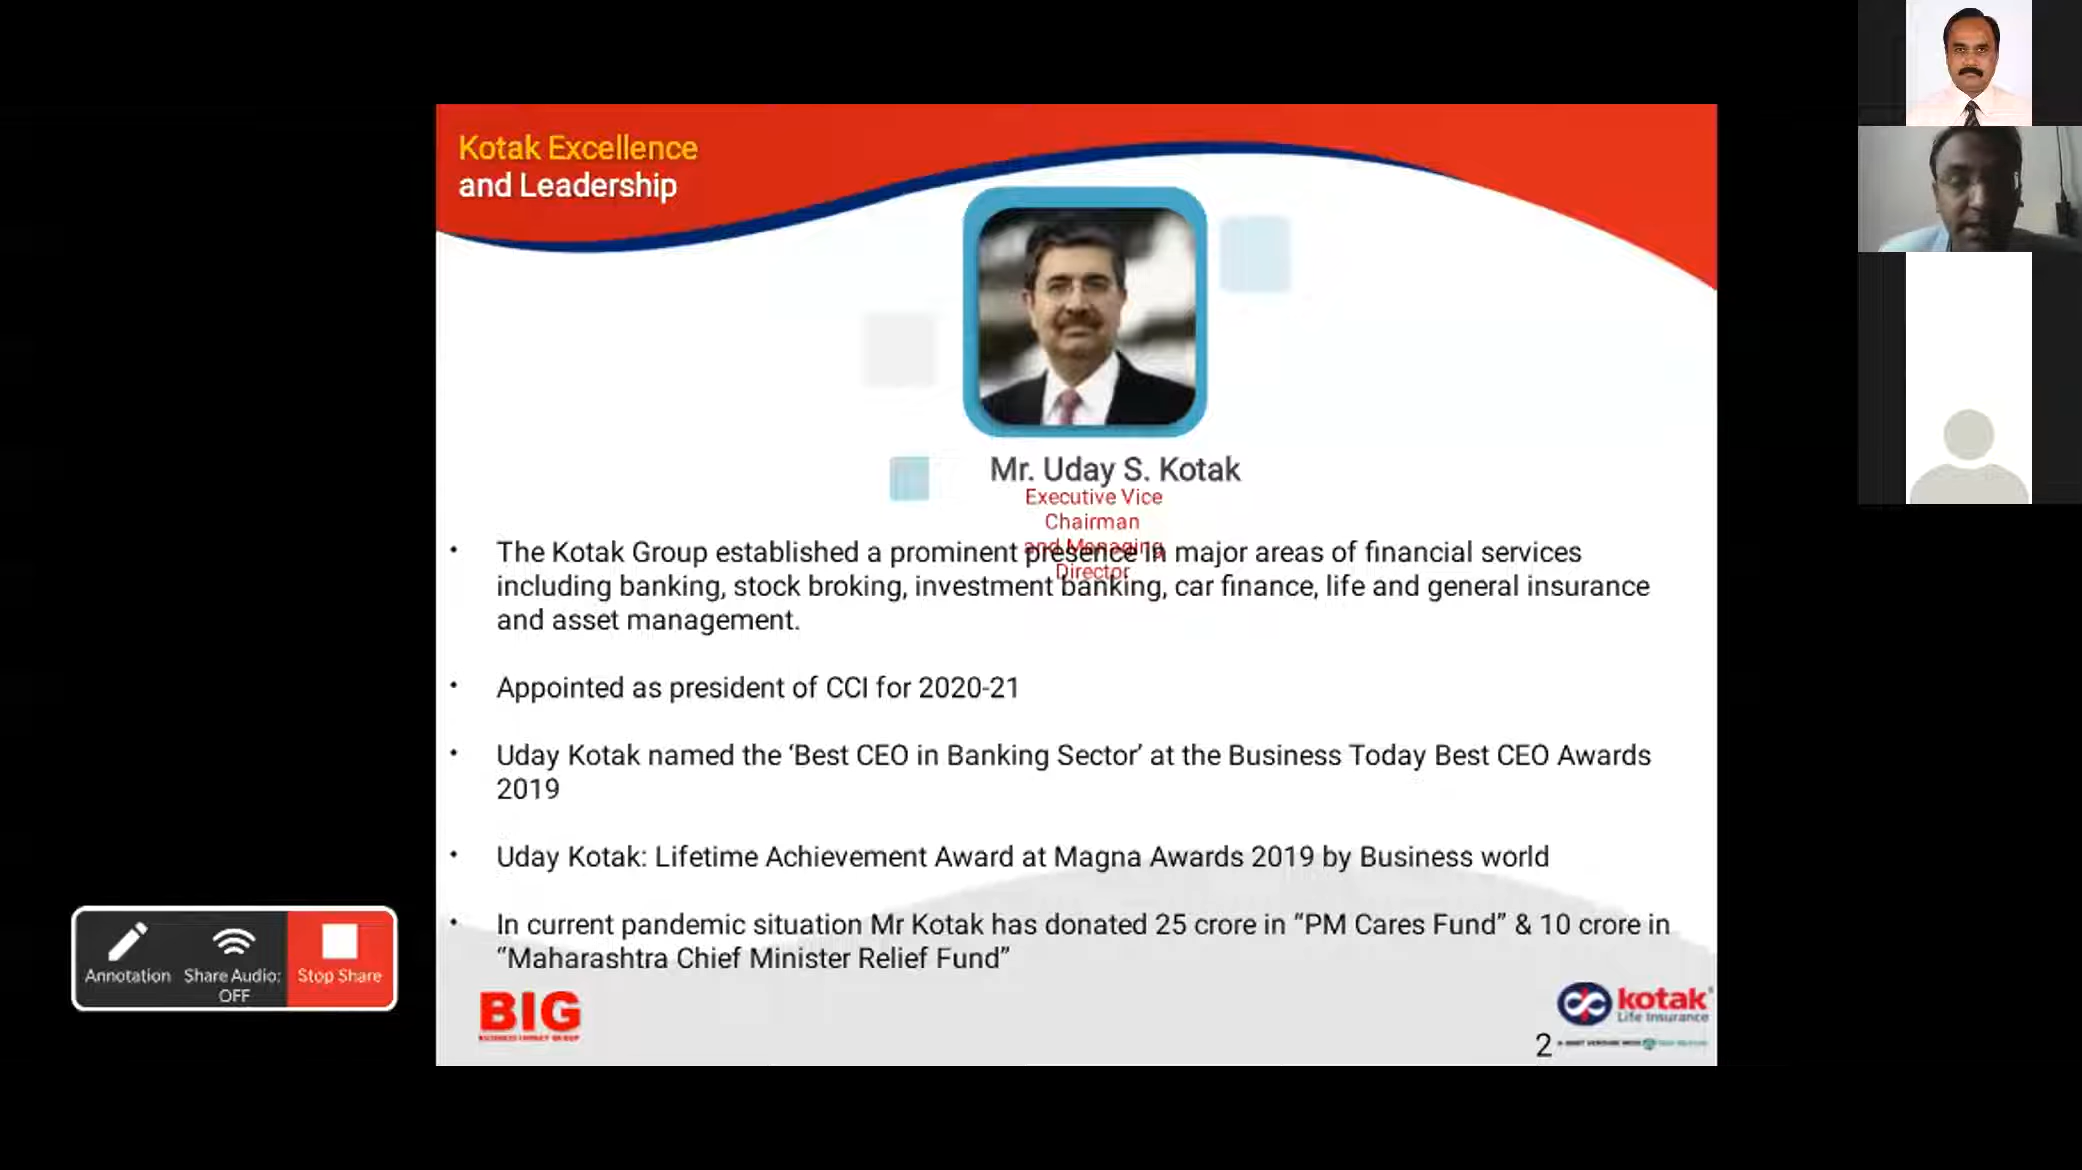 Kotak Excellence
and Leadership
Mr. Uday S. Kotak
Executive Vice
Chairman
and Managing
Director
• The Kotak Group established a prominent presence in major areas of financial services
including banking, stock broking, investment banking, car finance, life and general insurance
and asset management.
• Appointed as president of CCI for 2020-21
• Uday Kotak named the ‘Best CEO in Banking Sector’ at the Business Today Best CEO Awards
2019
• Uday Kotak: Lifetime Achievement Award at Magna Awards 2019 by Business world
• In current pandemic situation Mr Kotak has donated 25 crore in “PM Cares Fund” & 10 crore in
“Maharashtra Chief Minister Relief Fund”
Annotation
Share Audio:
OFF
Stop Share
BIG
kotak
Life Insurance
2